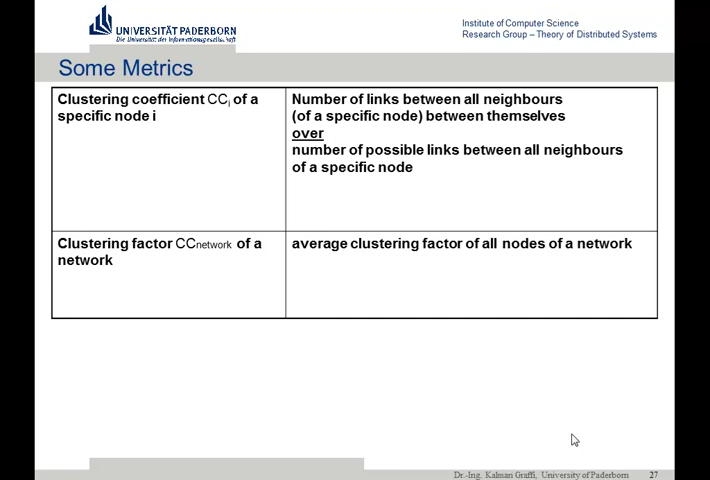 UNIVERSITÄT PADERBORN
Die Universität der Informationsgesellschaft
Institute of Computer Science
Research Group – Theory of Distributed Systems
Some Metrics
Clustering coefficient CCi of a
specific node i
Number of links between all neighbours
(of a specific node) between themselves
over
number of possible links between all neighbours
of a specific node
Clustering factor CCnetwork of a
network
average clustering factor of all nodes of a network
Dr.-Ing. Kalman Graffi, University of Paderborn 27